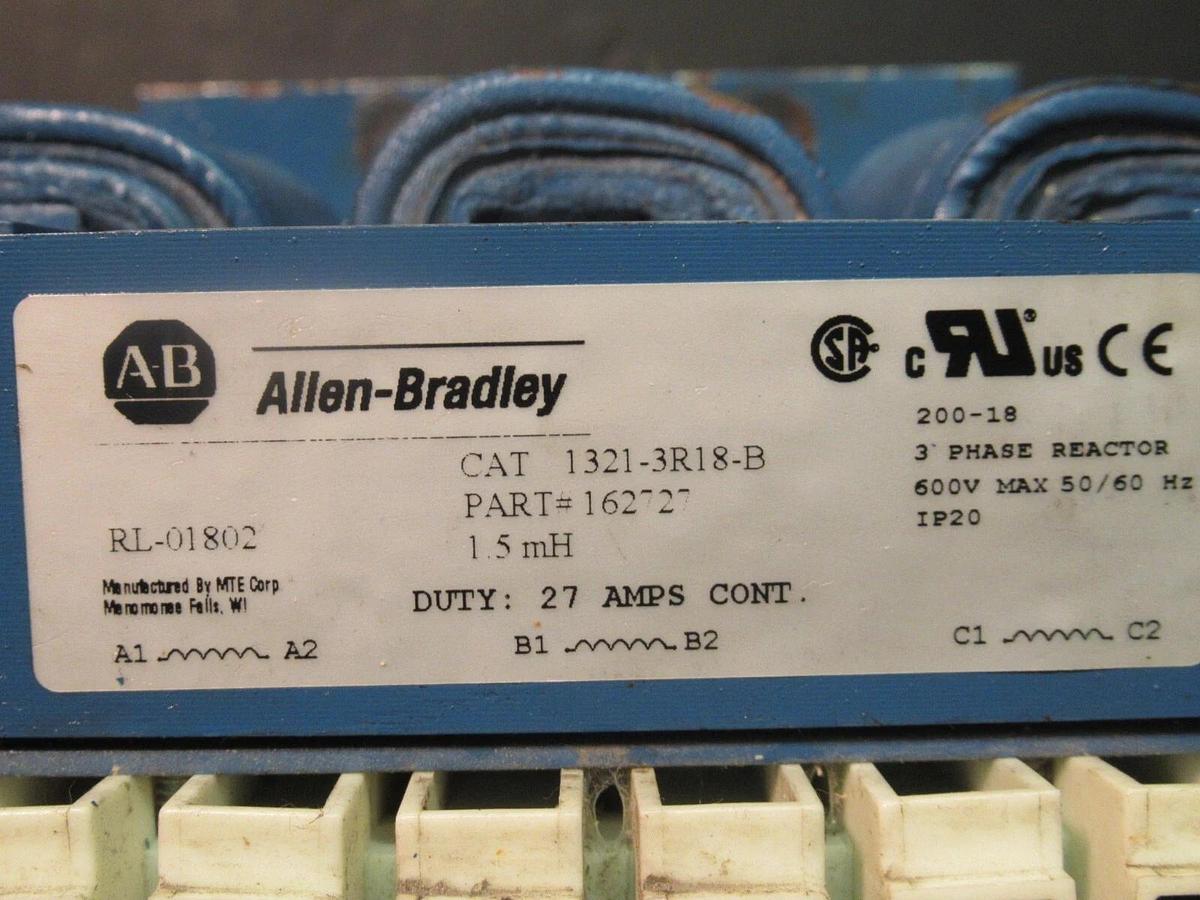 A-B
Allen-Bradley
SA
c RU ® US CE
200-18
3 PHASE REACTOR
600V MAX 50/60 Hz
IP20
CAT 1321-3R18-B
PART# 162727
1.5 mH
RL-01802
Manufactured By MTE Corp
Menomonee Falls, WI
DUTY: 27 AMPS CONT.
A1 A2 B1 B2 C1 C2